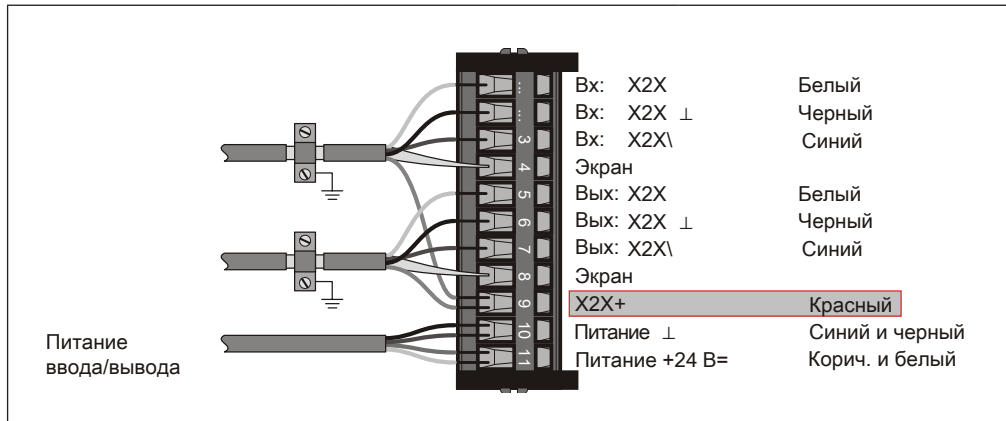 ... Вх: X2X Белый
... Вх: X2X ⊥ Черный
3 Вх: X2X\ Синий
4 Экран
5 Вых: X2X Белый
6 Вых: X2X ⊥ Черный
7 Вых: X2X\ Синий
8 Экран
9 X2X+ Красный
10 Питание ⊥ Синий и черный
11 Питание +24 В= Корич. и белый
Питание
ввода/вывода